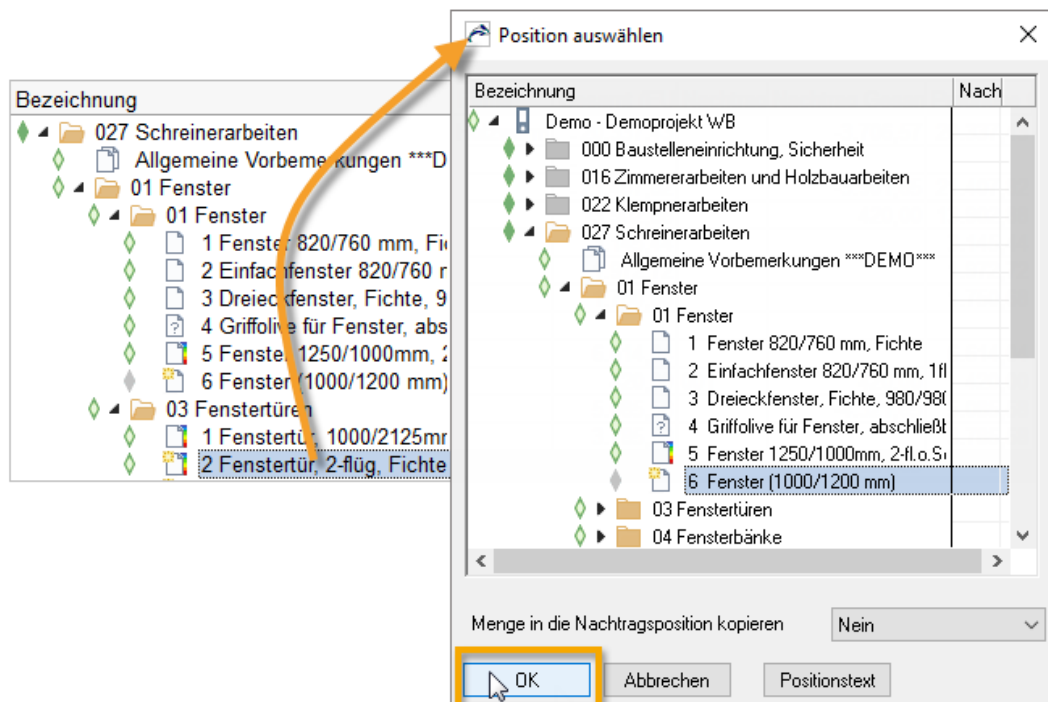 Bezeichnung
027 Schreinerarbeiten
Allgemeine Vorbemerkungen ***D
01 Fenster
01 Fenster
1 Fenster 820/760 mm, Fi
2 Einfachfenster 820/760
3 Dreieckfenster, Fichte, 9
4 Griffolive für Fenster, abs
5 Fenster 1250/1000mm, 2
6 Fenster (1000/1200 mm)
03 Fenstertüren
1 Fenstertür, 1000/2125m
2 Fenstertür, 2-flüg, Fichte
Position auswählen
Bezeichnung Nach
Demo - Demoprojekt WB
000 Baustelleneinrichtung, Sicherheit
016 Zimmererarbeiten und Holzbauarbeiten
022 Klempnerarbeiten
027 Schreinerarbeiten
Allgemeine Vorbemerkungen ***DEMO***
01 Fenster
01 Fenster
1 Fenster 820/760 mm, Fichte
2 Einfachfenster 820/760 mm, 1fl
3 Dreieckfenster, Fichte, 980/980
4 Griffolive für Fenster, abschließt
5 Fenster 1250/1000mm, 2-fl.o.S
6 Fenster (1000/1200 mm)
03 Fenstertüren
04 Fensterbänke
Menge in die Nachtragsposition kopieren Nein
OK Abbrechen Positionstext